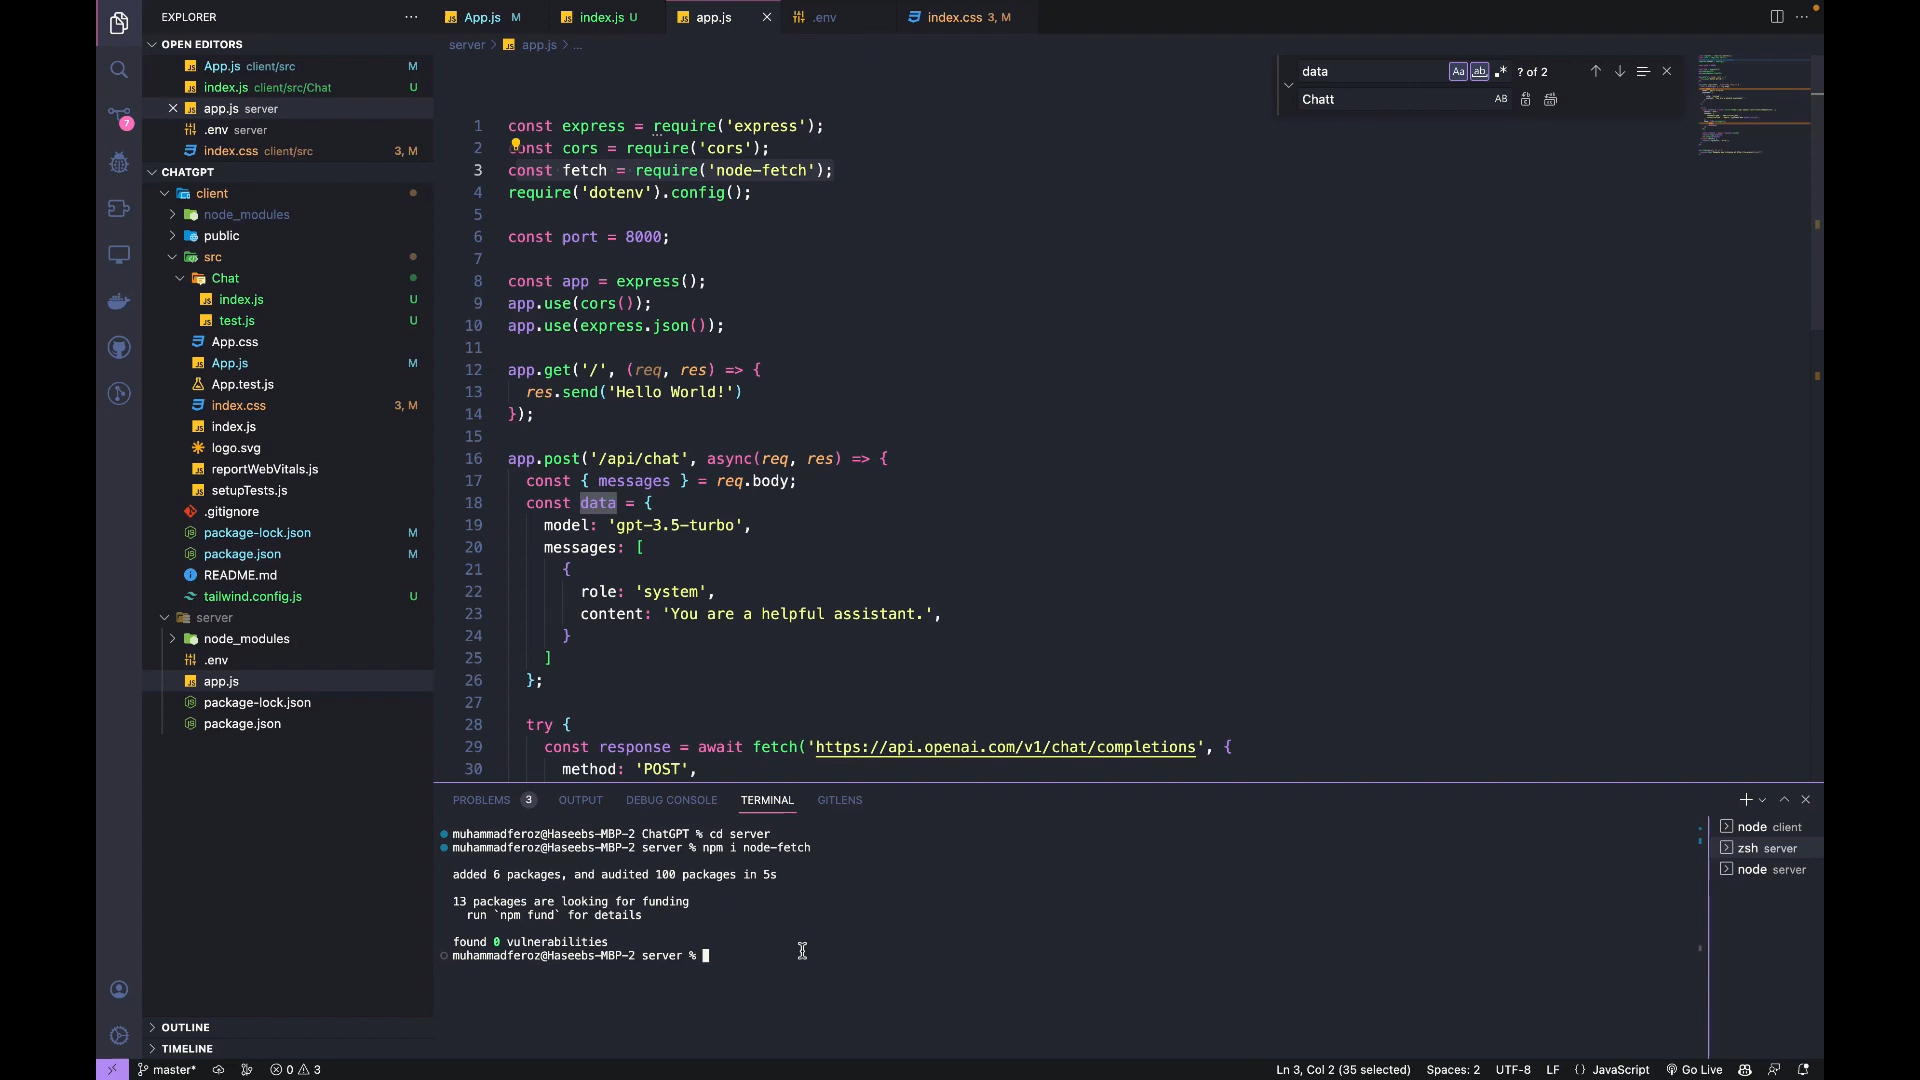 EXPLORER
App.js M
index.js U
app.js
.env
index.css 3, M
OPEN EDITORS
App.js client/src M
index.js client/src/Chat U
app.js server
.env server
index.css client/src 3, M
CHATGPT
client
node_modules
public
src
Chat
index.js U
test.js U
App.css
App.js M
App.test.js
index.css 3, M
index.js
logo.svg
reportWebVitals.js
setupTests.js
.gitignore
package-lock.json M
package.json M
README.md
tailwind.config.js U
server
node_modules
.env
app.js
package-lock.json
package.json
OUTLINE
TIMELINE
7
server > app.js > ...
data Aa ab ? of 2
Chatt AB
1 const express = require('express');
2 const cors = require('cors');
3 const fetch = require('node-fetch');
4 require('dotenv').config();
5
6 const port = 8000;
7
8 const app = express();
9 app.use(cors());
10 app.use(express.json());
11
12 app.get('/', (req, res) => {
13 res.send('Hello World!')
14 });
15
16 app.post('/api/chat', async(req, res) => {
17 const { messages } = req.body;
18 const data = {
19 model: 'gpt-3.5-turbo',
20 messages: [
21 {
22 role: 'system',
23 content: 'You are a helpful assistant.',
24 }
25 ]
26 };
27
28 try {
29 const response = await fetch('https://api.openai.com/v1/chat/completions', {
30 method: 'POST',
PROBLEMS 3 OUTPUT DEBUG CONSOLE TERMINAL GITLENS
muhammadferoz@Haseebs-MBP-2 ChatGPT % cd server
muhammadferoz@Haseebs-MBP-2 server % npm i node-fetch
added 6 packages, and audited 100 packages in 5s
13 packages are looking for funding
run `npm fund` for details
found 0 vulnerabilities
muhammadferoz@Haseebs-MBP-2 server %
node client
zsh server
node server
master* 0 3 Ln 3, Col 2 (35 selected) Spaces: 2 UTF-8 LF {} JavaScript Go Live